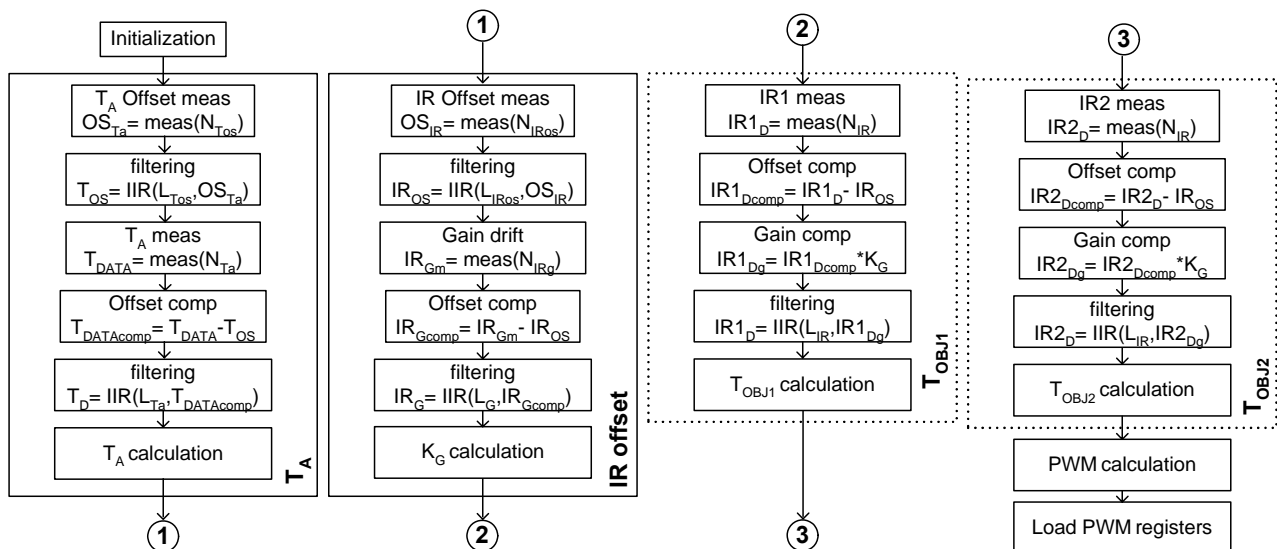 Initialization
T_A Offset meas
OS_Ta= meas(N_Tos)
filtering
T_OS= IIR(L_Tos,OS_Ta)
T_A meas
T_DATA= meas(N_Ta)
Offset comp
T_DATAcomp= T_DATA-T_OS
filtering
T_D= IIR(L_Ta,T_DATAcomp)
T_A calculation
T_A
1
1
IR Offset meas
OS_IR= meas(N_IRos)
filtering
IR_OS= IIR(L_IRos,OS_IR)
Gain drift
IR_Gm= meas(N_IRg)
Offset comp
IR_Gcomp= IR_Gm- IR_OS
filtering
IR_G= IIR(L_G,IR_Gcomp)
K_G calculation
IR offset
2
2
IR1 meas
IR1_D= meas(N_IR)
Offset comp
IR1_Dcomp= IR1_D- IR_OS
Gain comp
IR1_Dg= IR1_Dcomp*K_G
filtering
IR1_D= IIR(L_IR,IR1_Dg)
T_OBJ1 calculation
T_OBJ1
3
3
IR2 meas
IR2_D= meas(N_IR)
Offset comp
IR2_Dcomp= IR2_D- IR_OS
Gain comp
IR2_Dg= IR2_Dcomp*K_G
filtering
IR2_D= IIR(L_IR,IR2_Dg)
T_OBJ2 calculation
T_OBJ2
PWM calculation
Load PWM registers